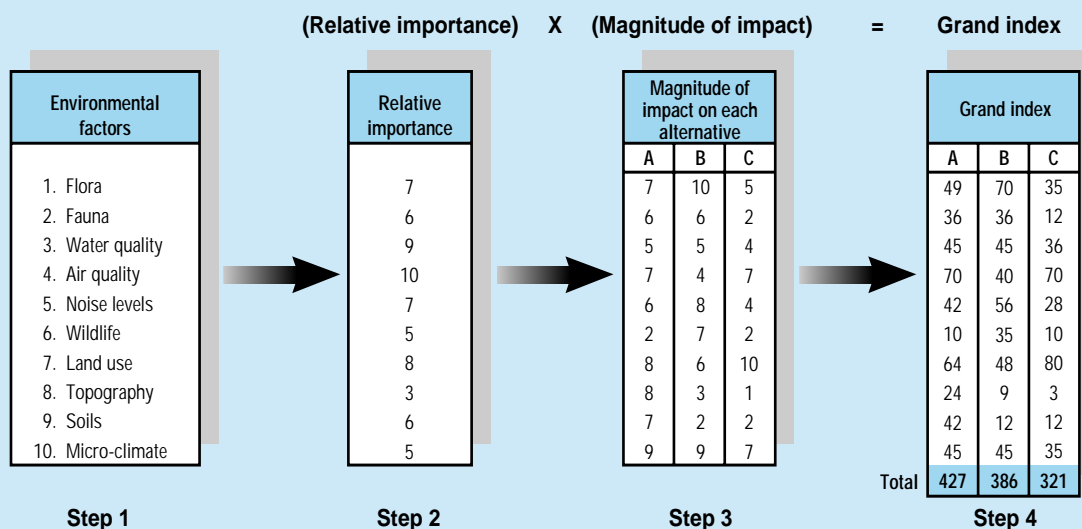 (Relative importance) X (Magnitude of impact) = Grand index
Environmental factors
Relative importance
Magnitude of impact on each alternative
Grand index
A B C A B C
1. Flora 7 7 10 5 49 70 35
2. Fauna 6 6 6 2 36 36 12
3. Water quality 9 5 5 4 45 45 36
4. Air quality 10 7 4 7 70 40 70
5. Noise levels 7 6 8 4 42 56 28
6. Wildlife 5 2 7 2 10 35 10
7. Land use 8 8 6 10 64 48 80
8. Topography 3 8 3 1 24 9 3
9. Soils 6 7 2 2 42 12 12
10. Micro-climate 5 9 9 7 45 45 35
Total 427 386 321
Step 1 Step 2 Step 3 Step 4